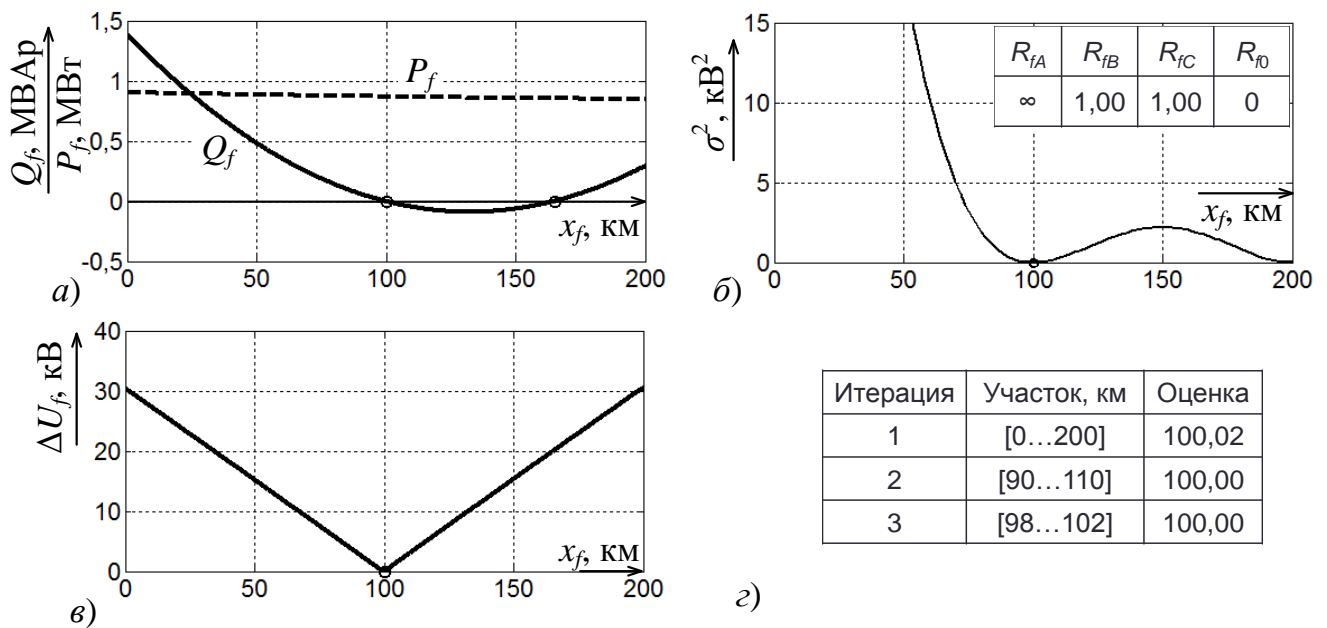 Q_f, МВАр
P_f, МВт
1,5
1
0,5
0
-0,5
P_f
Q_f
x_f, км
0 50 100 150 200
а)
σ², кВ²
15
10
5
0
R_fA R_fB R_fC R_f0
∞ 1,00 1,00 0
x_f, км
50 100 150 200
б)
ΔU_f, кВ
40
30
20
10
0
x_f, км
0 50 100 150 200
в)
Итерация Участок, км Оценка
1 [0…200] 100,02
2 [90…110] 100,00
3 [98…102] 100,00
г)